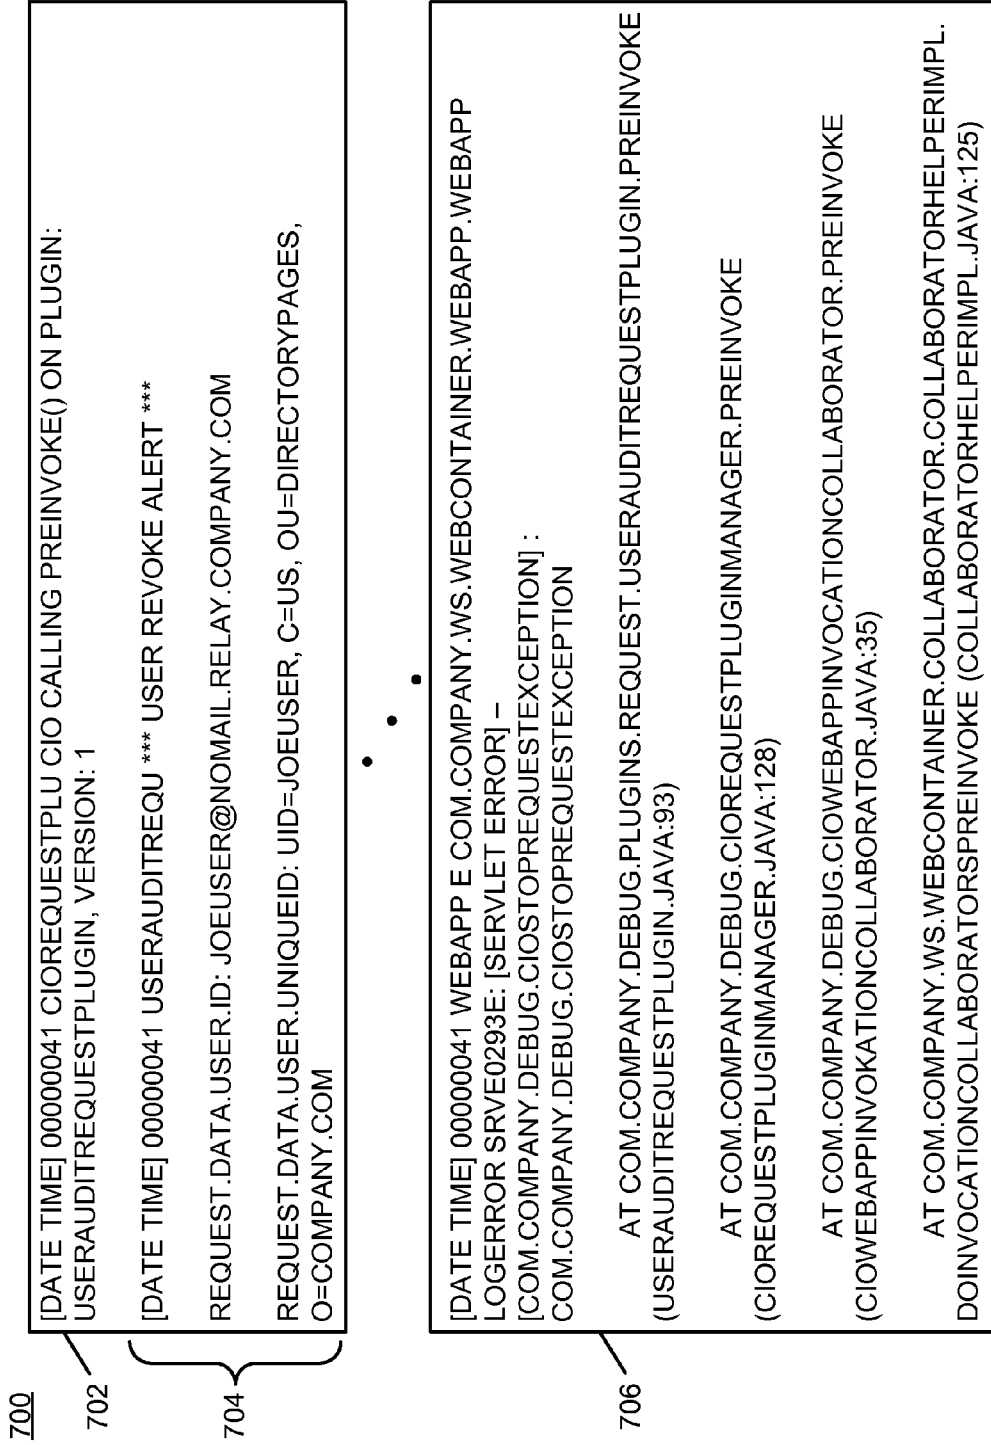 700
702
[DATE TIME] 00000041 CIOREQUESTPLU CIO CALLING PREINVOKE() ON PLUGIN:
USERAUDITREQUESTPLUGIN, VERSION: 1
704
[DATE TIME] 00000041 USERAUDITREQU *** USER REVOKE ALERT ***
REQUEST.DATA.USER.ID: JOEUSER@NOMAIL.RELAY.COMPANY.COM
REQUEST.DATA.USER.UNIQUEID: UID=JOEUSER, C=US, OU=DIRECTORYPAGES,
O=COMPANY.COM
706
[DATE TIME] 00000041 WEBAPP E COM.COMPANY.WS.WEBCONTAINER.WEBAPP.WEBAPP
LOGERROR SRVE0293E: [SERVLET ERROR] –
[COM.COMPANY.DEBUG.CIOSTOPREQUESTEXCEPTION] :
COM.COMPANY.DEBUG.CIOSTOPREQUESTEXCEPTION
AT COM.COMPANY.DEBUG.PLUGINS.REQUEST.USERAUDITREQUESTPLUGIN.PREINVOKE
(USERAUDITREQUESTPLUGIN.JAVA:93)
AT COM.COMPANY.DEBUG.CIOREQUESTPLUGINMANAGER.PREINVOKE
(CIOREQUESTPLUGINMANAGER.JAVA:128)
AT COM.COMPANY.DEBUG.CIOWEBAPPINVOCATIONCOLLABORATOR.PREINVOKE
(CIOWEBAPPINVOKATIONCOLLABORATOR.JAVA:35)
AT COM.COMPANY.WS.WEBCONTAINER.COLLABORATOR.COLLABORATORHELPERIMPL.
DOINVOCATIONCOLLABORATORSPREINVOKE (COLLABORATORHELPERIMPL.JAVA:125)